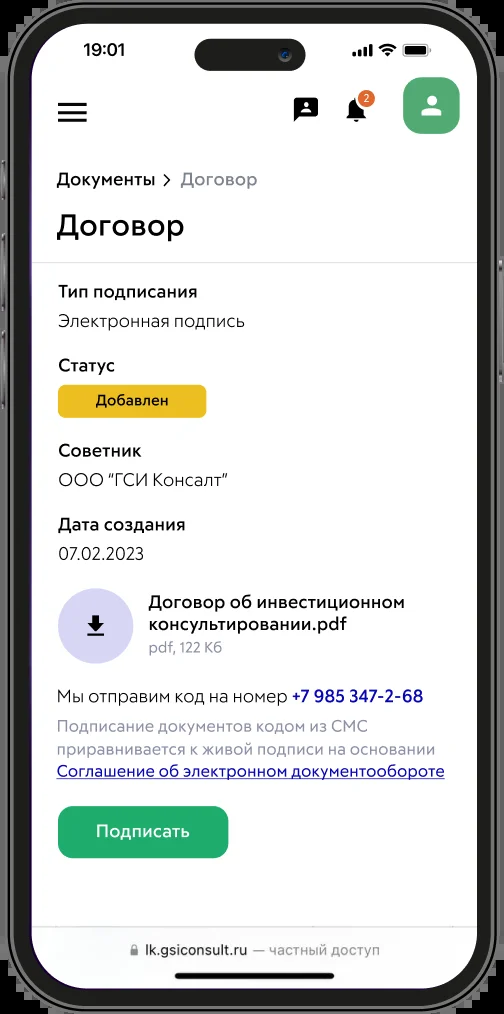 19:01
2
Документы > Договор
Договор
Тип подписания
Электронная подпись
Статус
Добавлен
Советник
ООО “ГСИ Консалт”
Дата создания
07.02.2023
Договор об инвестиционном
консультировании.pdf
pdf, 122 Кб
Мы отправим код на номер +7 985 347-2-68
Подписание документов кодом из СМС
приравнивается к живой подписи на основании
Соглашение об электронном документообороте
Подписать
lk.gsiconsult.ru — частный доступ